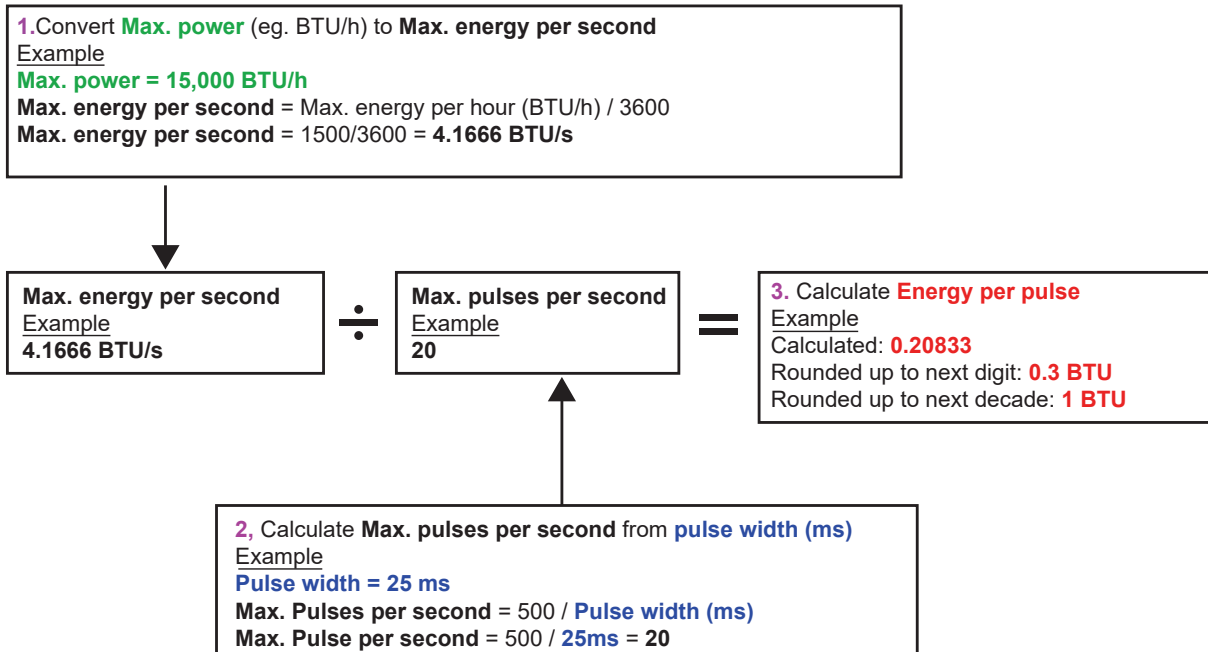 1.Convert Max. power (eg. BTU/h) to Max. energy per second
Example
Max. power = 15,000 BTU/h
Max. energy per second = Max. energy per hour (BTU/h) / 3600
Max. energy per second = 1500/3600 = 4.1666 BTU/s
Max. energy per second
Example
4.1666 BTU/s
÷
Max. pulses per second
Example
20
=
3. Calculate Energy per pulse
Example
Calculated: 0.20833
Rounded up to next digit: 0.3 BTU
Rounded up to next decade: 1 BTU
2, Calculate Max. pulses per second from pulse width (ms)
Example
Pulse width = 25 ms
Max. Pulses per second = 500 / Pulse width (ms)
Max. Pulse per second = 500 / 25ms = 20